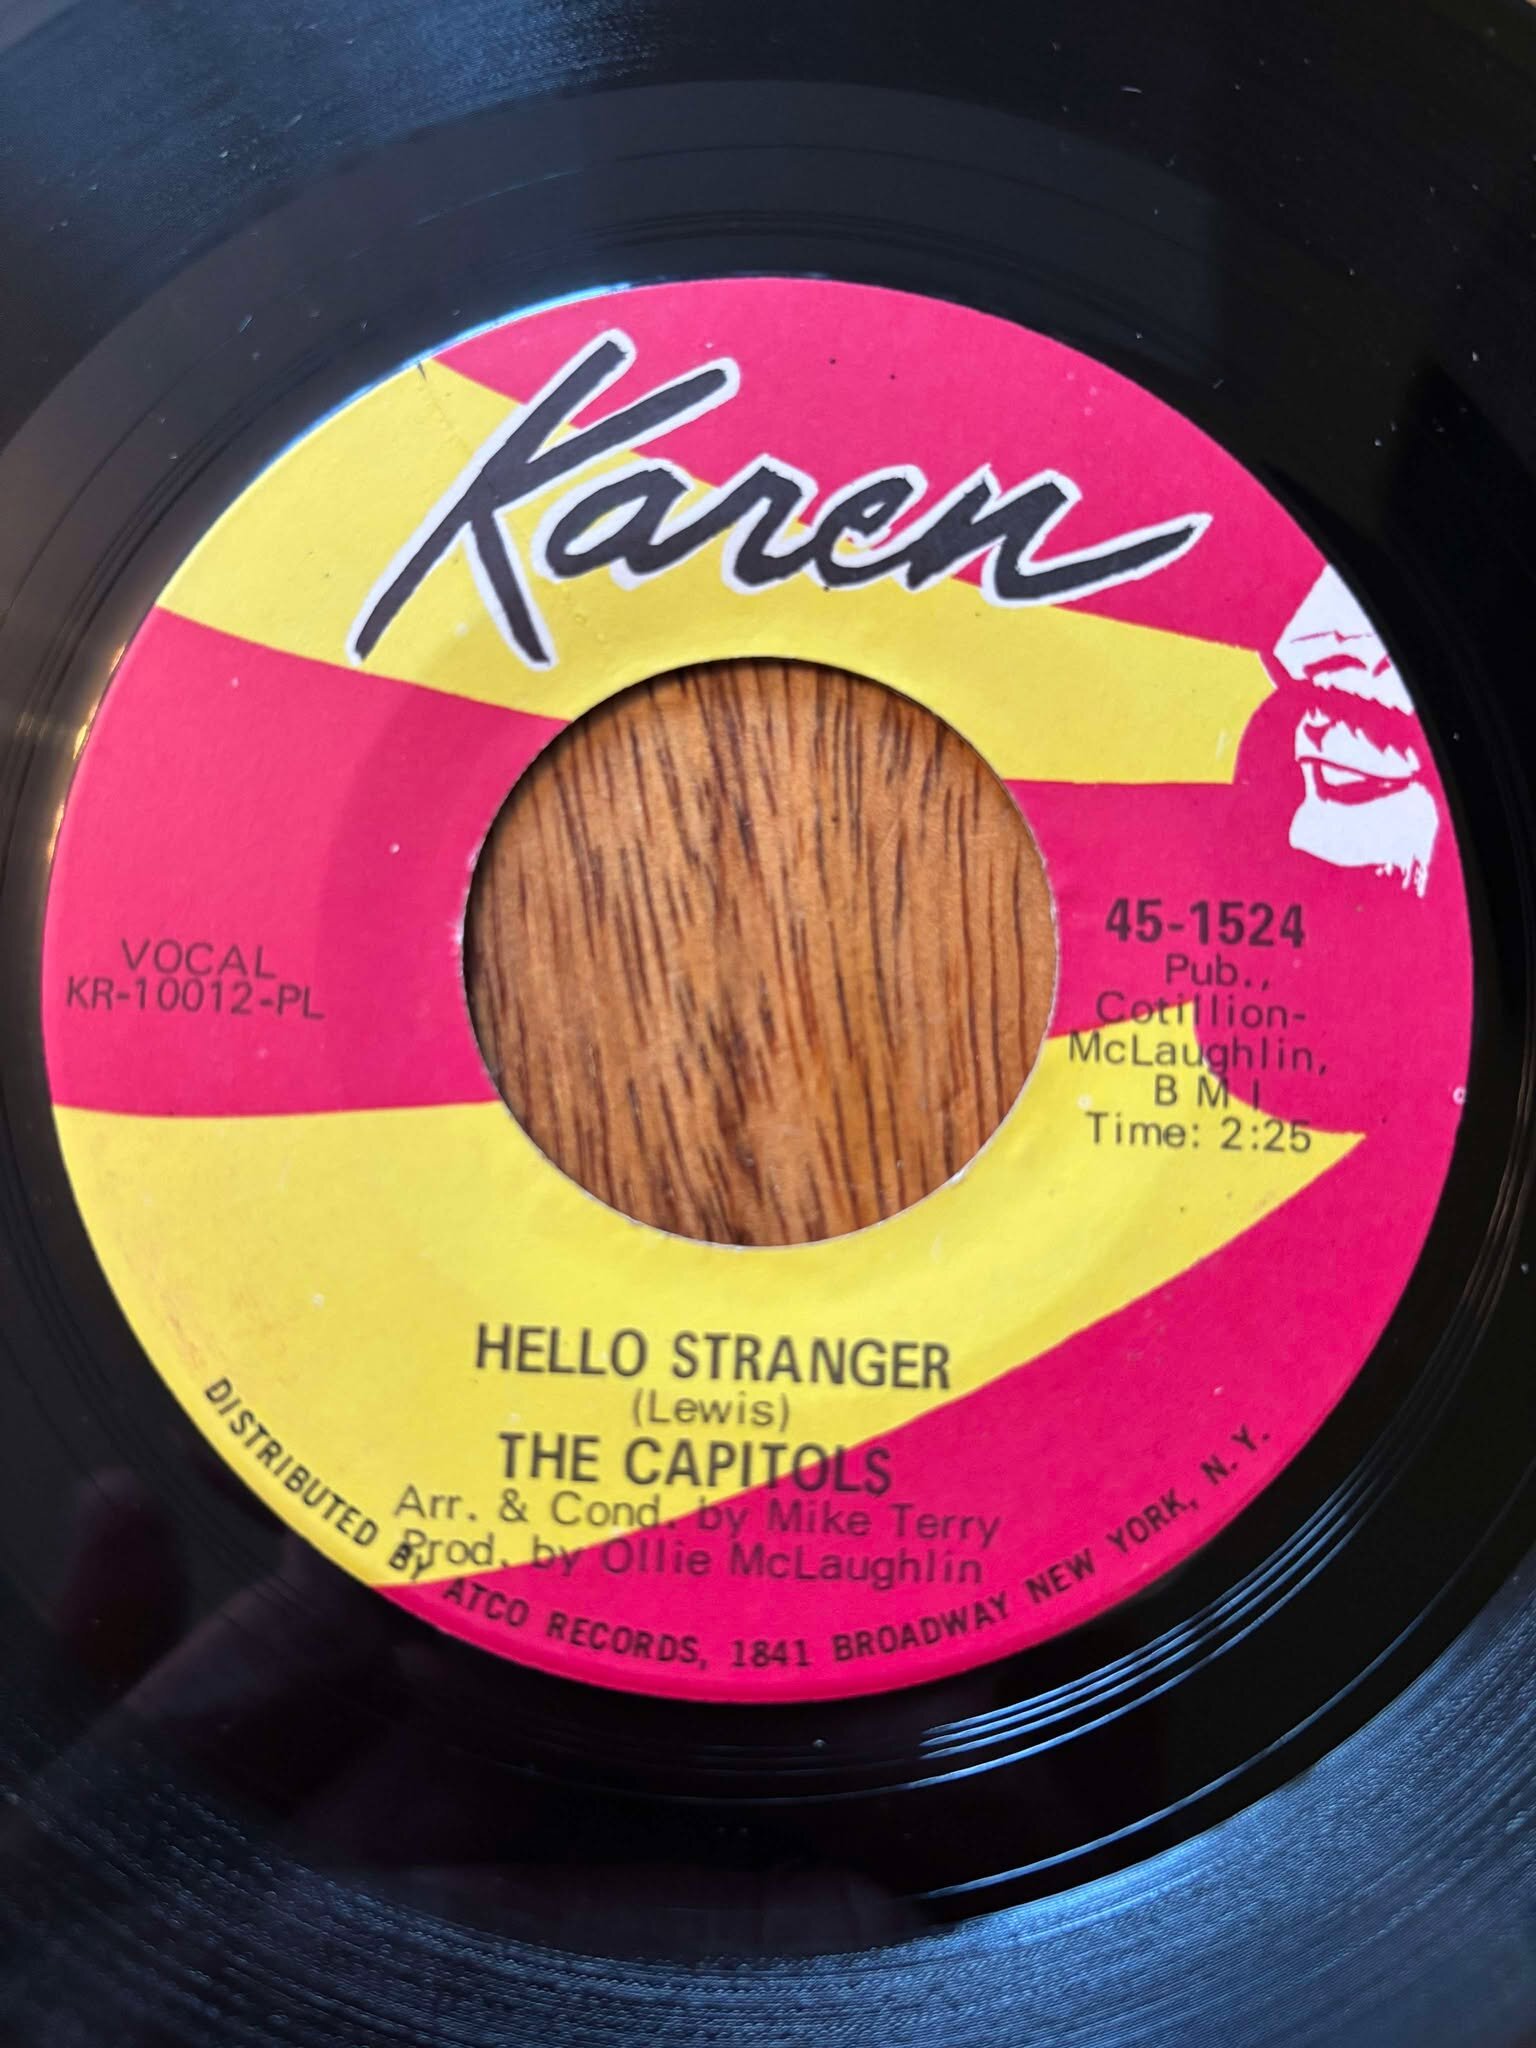 Karen
VOCAL
KR-10012-PL
45-1524
Pub.,
Cotillion-
McLaughlin,
B M I
Time: 2:25
HELLO STRANGER
(Lewis)
THE CAPITOLS
Arr. & Cond. by Mike Terry
Prod. by Ollie McLaughlin
DISTRIBUTED BY ATCO RECORDS, 1841 BROADWAY NEW YORK, N. Y.